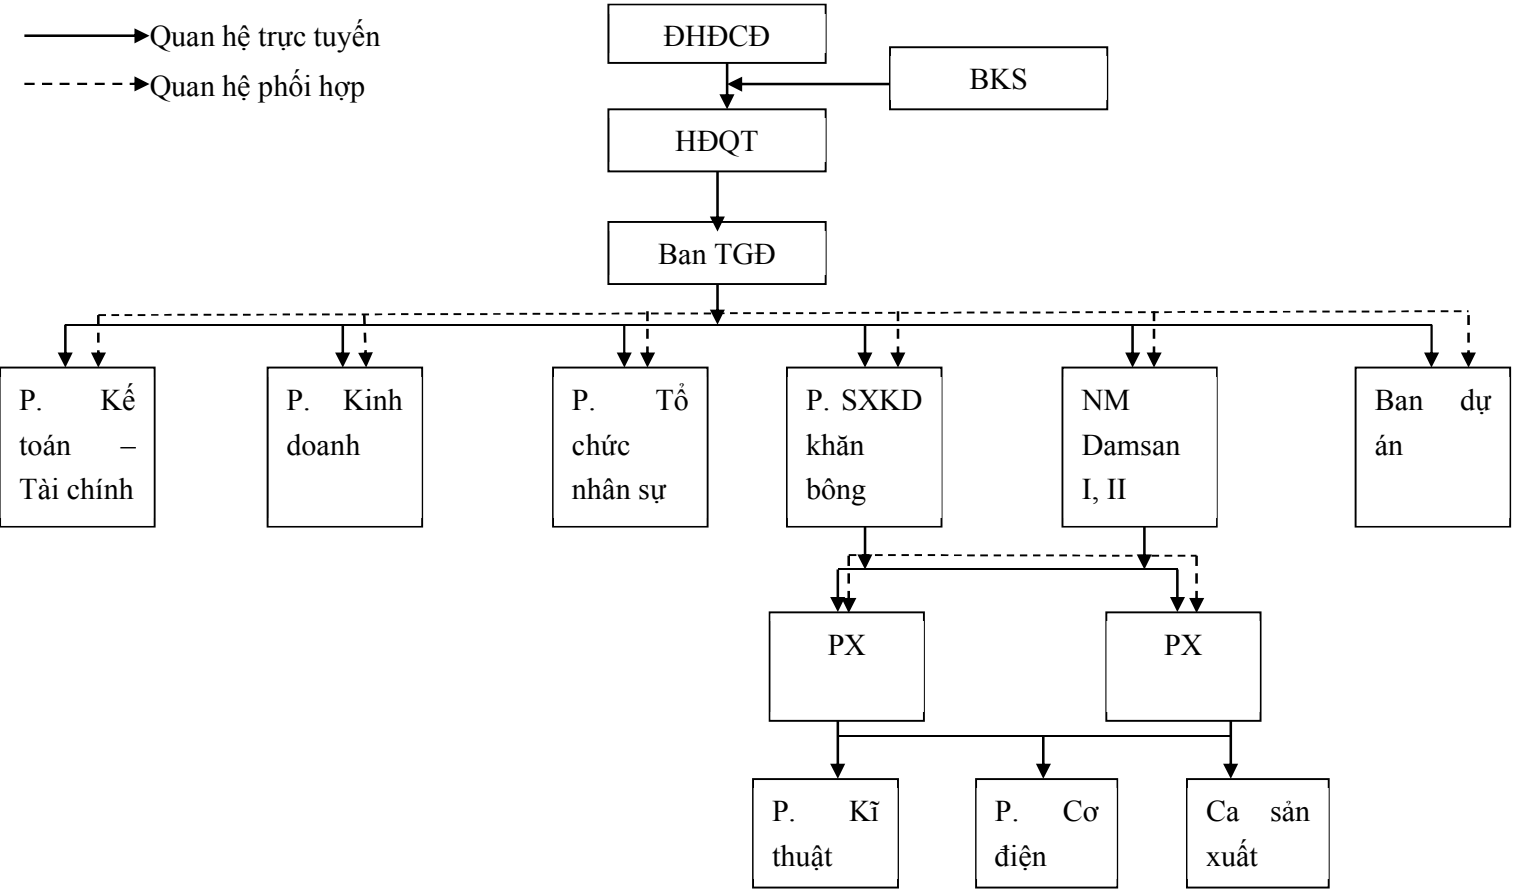 Quan hệ trực tuyến
Quan hệ phối hợp
ĐHĐCĐ
BKS
HĐQT
Ban TGĐ
P. Kế
toán –
Tài chính
P. Kinh
doanh
P. Tổ
chức
nhân sự
P. SXKD
khăn
bông
NM
Damsan
I, II
Ban dự
án
PX
PX
P. Kĩ
thuật
P. Cơ
điện
Ca sản
xuất